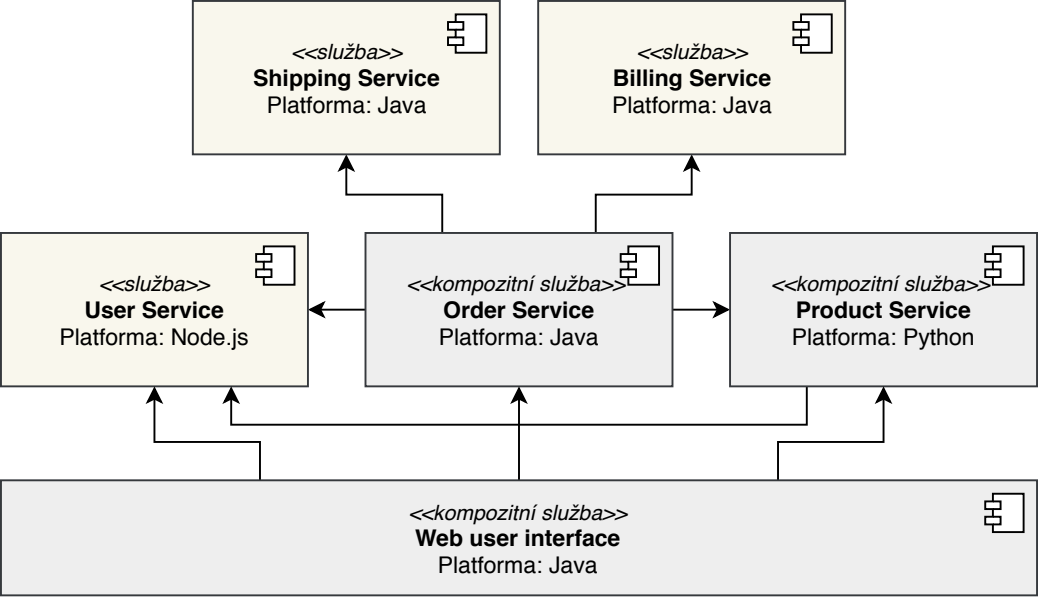 <<služba>>
Shipping Service
Platforma: Java
<<služba>>
Billing Service
Platforma: Java
<<služba>>
User Service
Platforma: Node.js
<<kompozitní služba>>
Order Service
Platforma: Java
<<kompozitní služba>>
Product Service
Platforma: Python
<<kompozitní služba>>
Web user interface
Platforma: Java